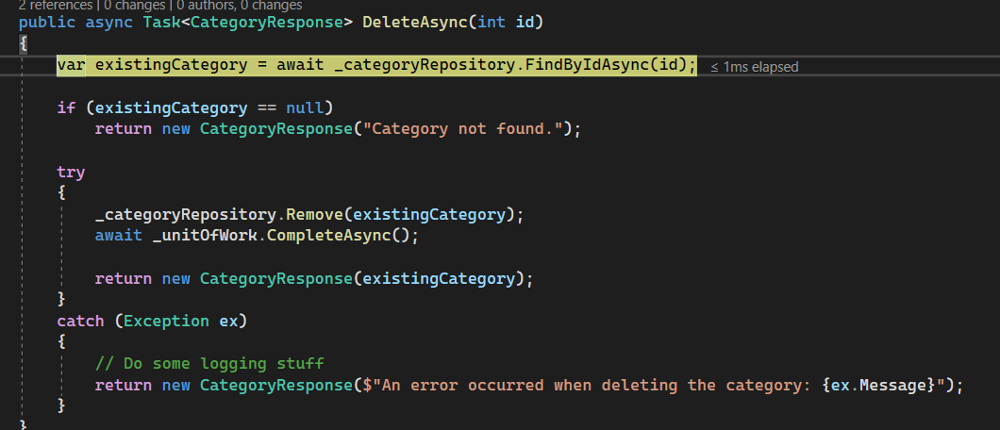 2 references | 0 changes | 0 authors, 0 changes
public async Task<CategoryResponse> DeleteAsync(int id)
{
var existingCategory = await _categoryRepository.FindByIdAsync(id); ≤ 1ms elapsed
if (existingCategory == null)
return new CategoryResponse("Category not found.");
try
{
_categoryRepository.Remove(existingCategory);
await _unitOfWork.CompleteAsync();
return new CategoryResponse(existingCategory);
}
catch (Exception ex)
{
// Do some logging stuff
return new CategoryResponse($"An error occurred when deleting the category: {ex.Message}");
}
}